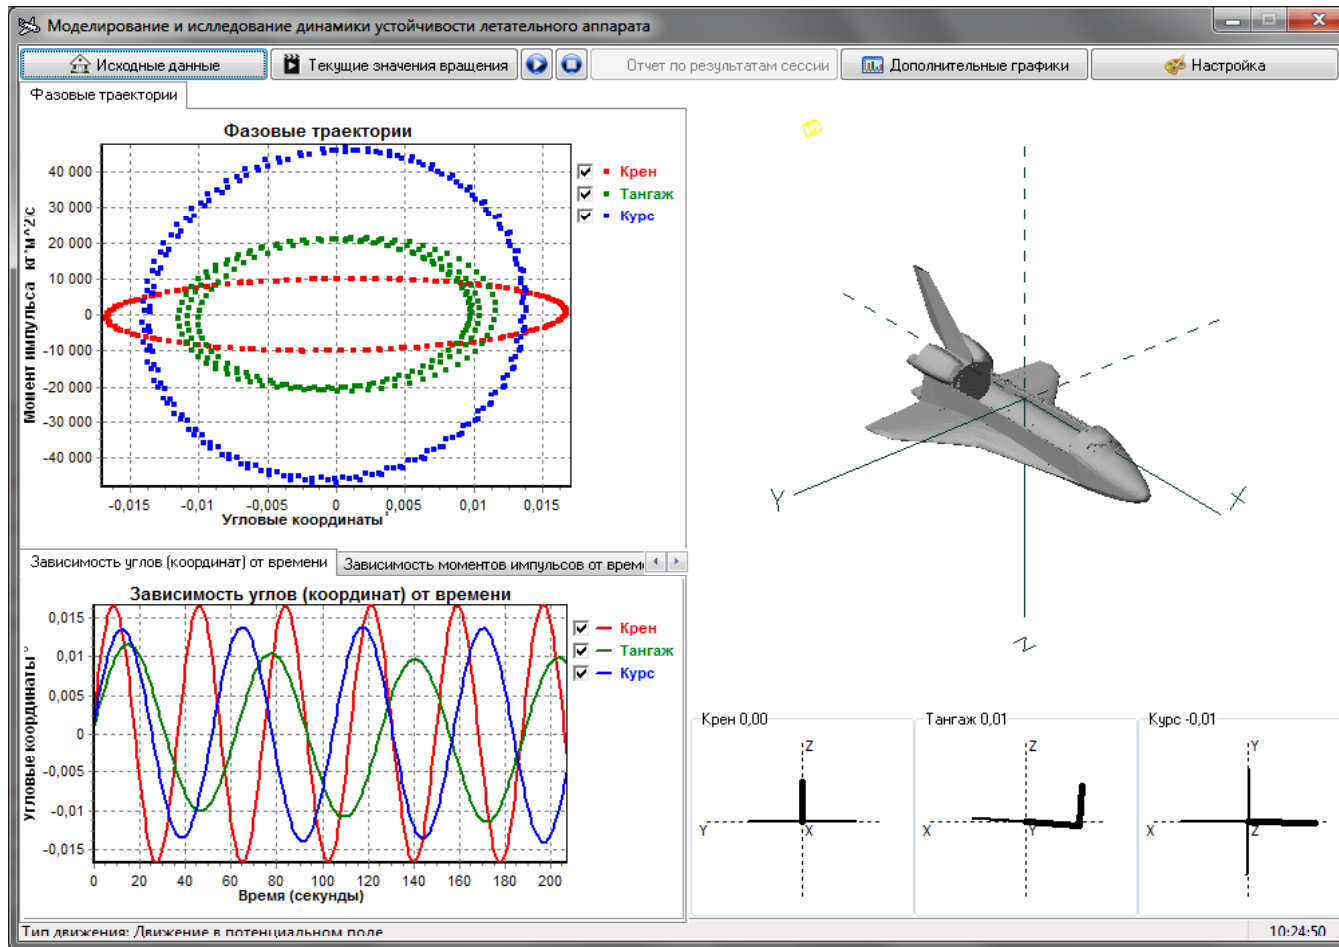 Моделирование и ислледование динамики устойчивости летательного аппарата
Исходные данные
Текущие значения вращения
Отчет по результатам сессии
Дополнительные графики
Настройка
Фазовые траектории
Фазовые траектории
Момент импульса кг*м^2/с
40 000
30 000
20 000
10 000
0
-10 000
-20 000
-30 000
-40 000
-0,015 -0,01 -0,005 0 0,005 0,01 0,015
Угловые координаты°
Крен
Тангаж
Курс
Зависимость углов (координат) от времени
Зависимость моментов импульсов от врем
Зависимость углов (координат) от времени
Угловые координаты°
0,015
0,01
0,005
0
-0,005
-0,01
-0,015
0 20 40 60 80 100 120 140 160 180 200
Время (секунды)
Крен
Тангаж
Курс
Y
X
Z
Крен 0,00
Z
Y
X
Тангаж 0,01
Z
X
Y
Курс -0,01
Y
X
Z
Тип движения: Движение в потенциальном поле
10:24:50